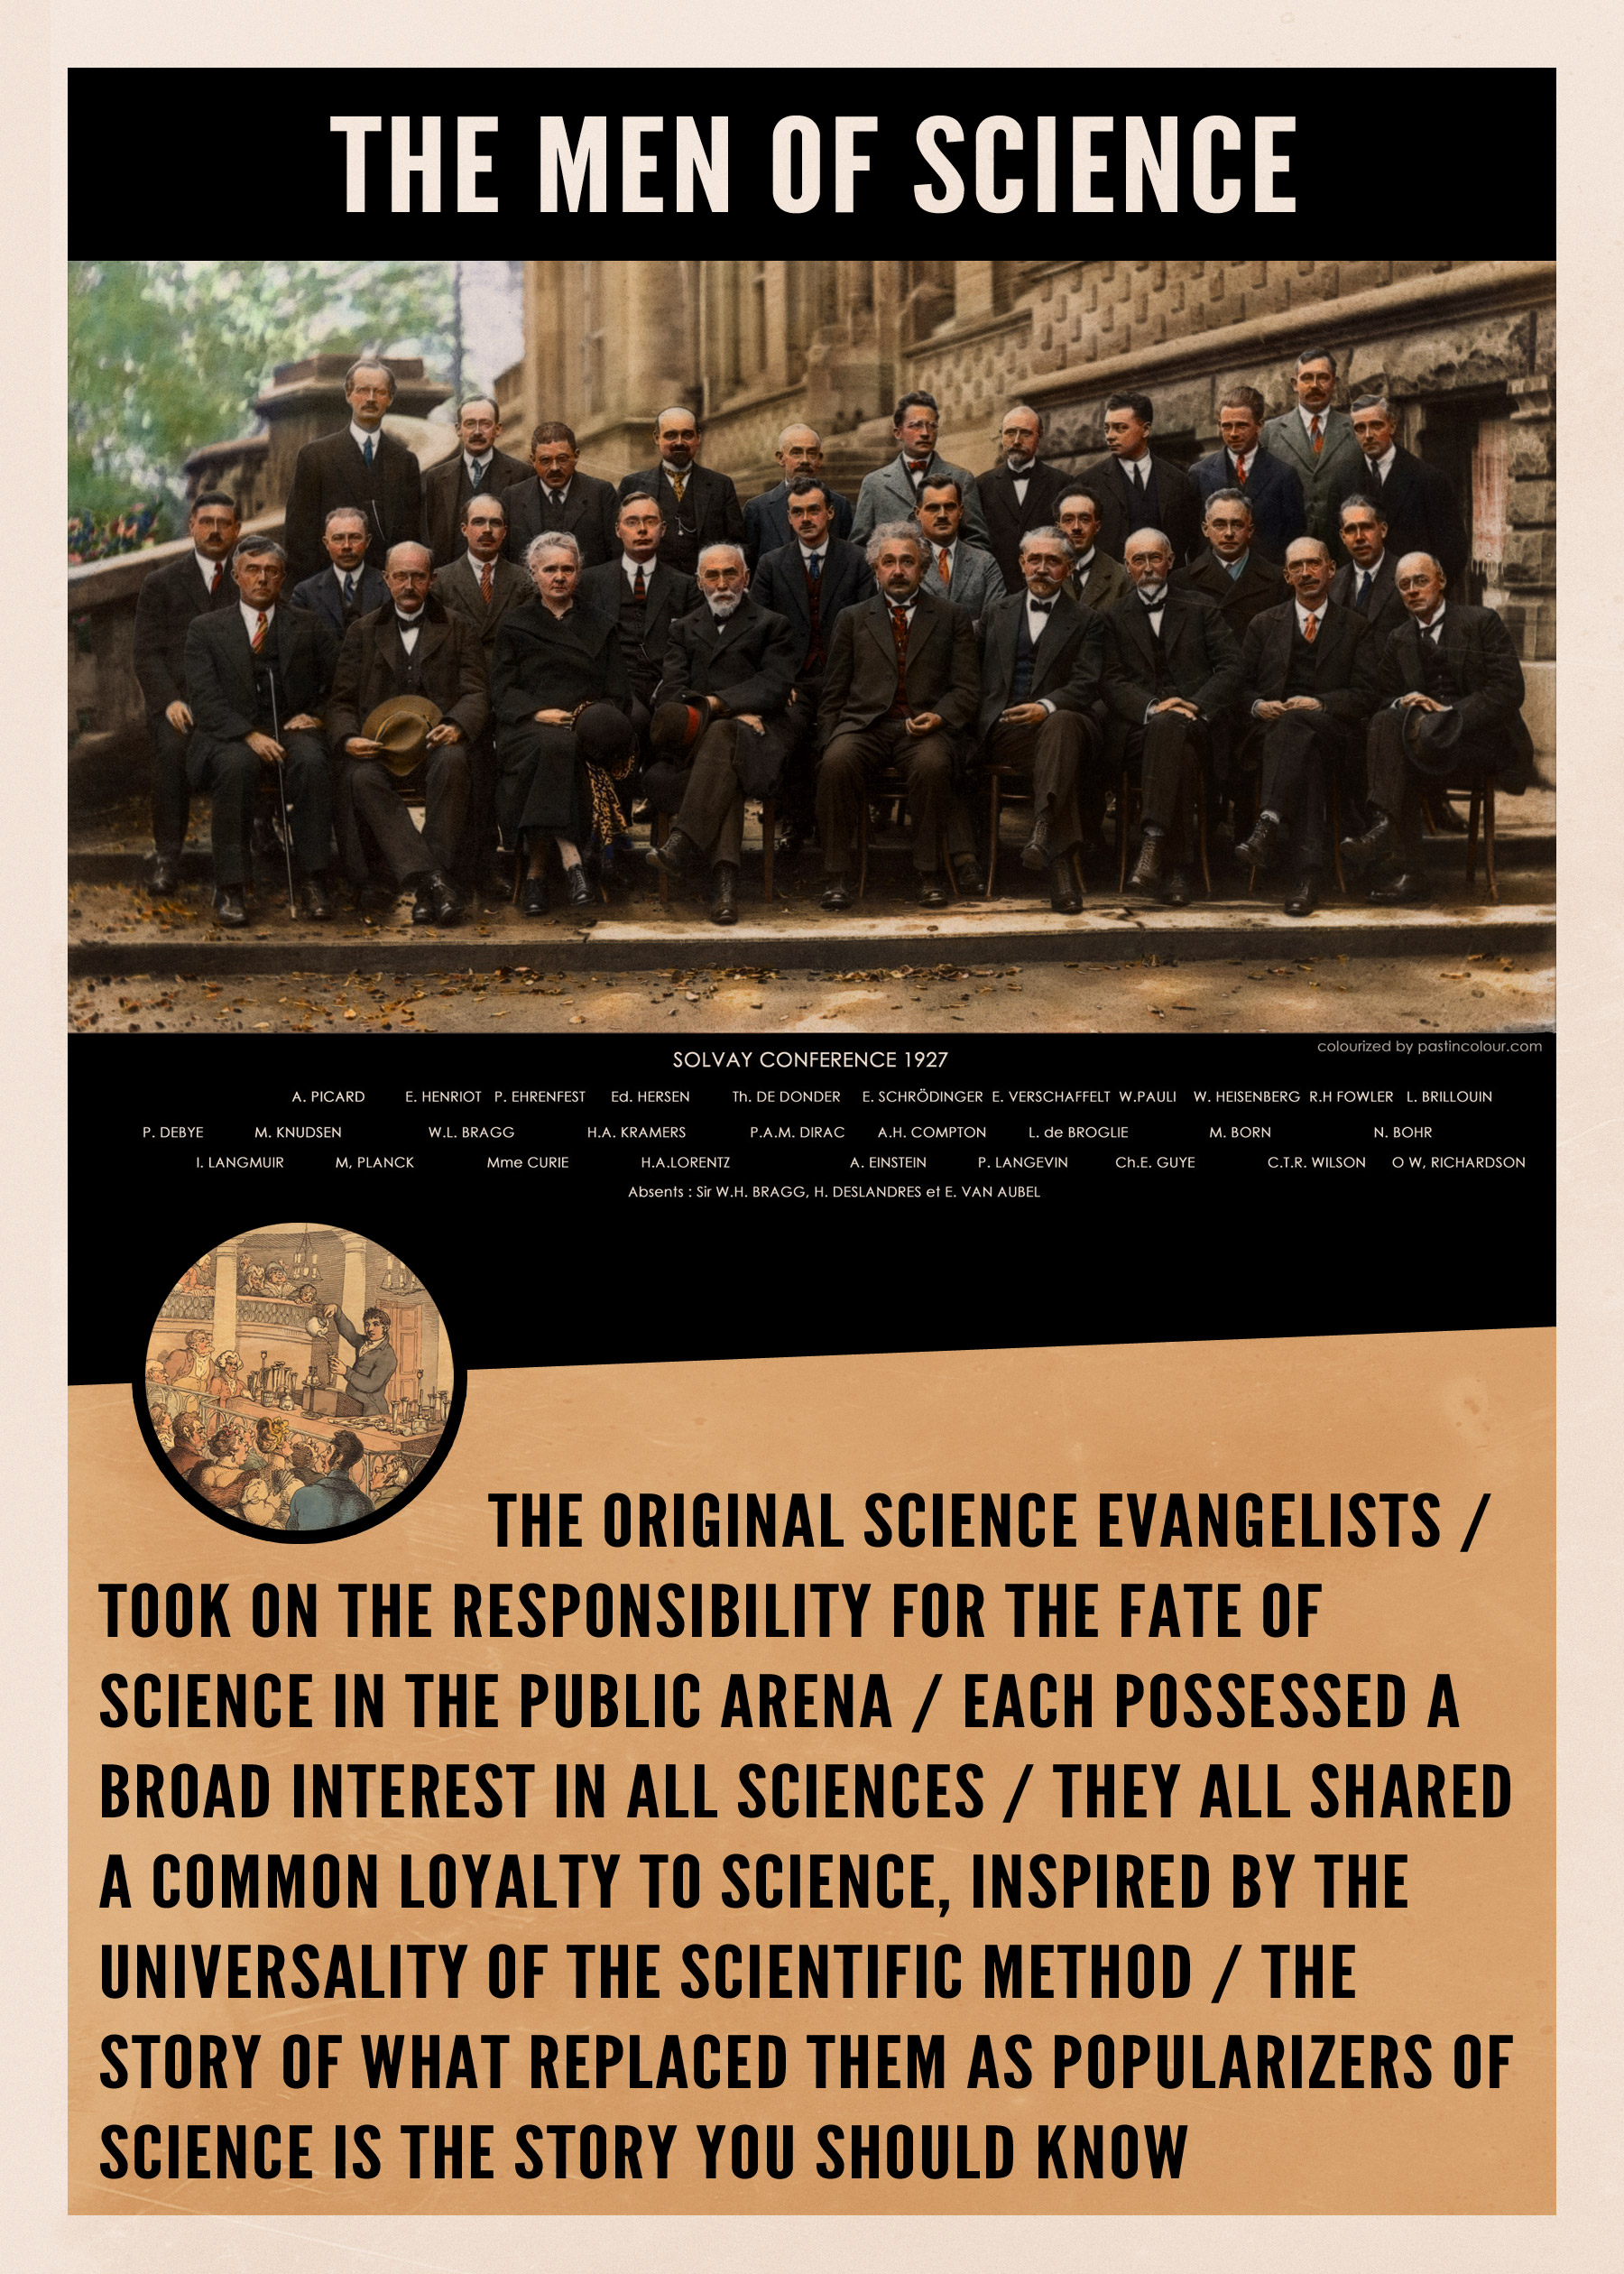 THE MEN OF SCIENCE
colourized by pastincolour.com
SOLVAY CONFERENCE 1927
A. PICARD E. HENRIOT P. EHRENFEST Ed. HERSEN Th. DE DONDER E. SCHRÖDINGER E. VERSCHAFFELT W.PAULI W. HEISENBERG R.H FOWLER L. BRILLOUIN
P. DEBYE M. KNUDSEN W.L. BRAGG H.A. KRAMERS P.A.M. DIRAC A.H. COMPTON L. de BROGLIE M. BORN N. BOHR
I. LANGMUIR M, PLANCK Mme CURIE H.A.LORENTZ A. EINSTEIN P. LANGEVIN Ch.E. GUYE C.T.R. WILSON O W, RICHARDSON
Absents : Sir W.H. BRAGG, H. DESLANDRES et E. VAN AUBEL
THE ORIGINAL SCIENCE EVANGELISTS /
TOOK ON THE RESPONSIBILITY FOR THE FATE OF
SCIENCE IN THE PUBLIC ARENA / EACH POSSESSED A
BROAD INTEREST IN ALL SCIENCES / THEY ALL SHARED
A COMMON LOYALTY TO SCIENCE, INSPIRED BY THE
UNIVERSALITY OF THE SCIENTIFIC METHOD / THE
STORY OF WHAT REPLACED THEM AS POPULARIZERS OF
SCIENCE IS THE STORY YOU SHOULD KNOW